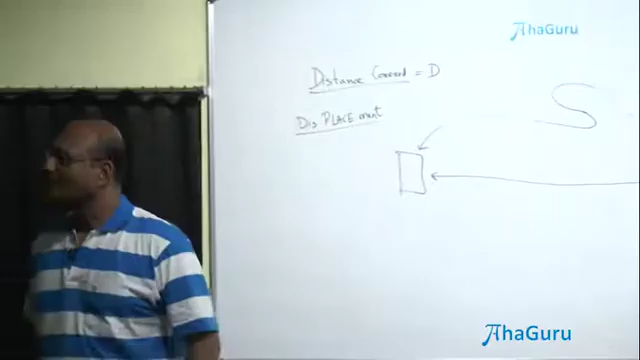 AhaGuru
Distance Covered = D
DisPLACEment
S
AhaGuru